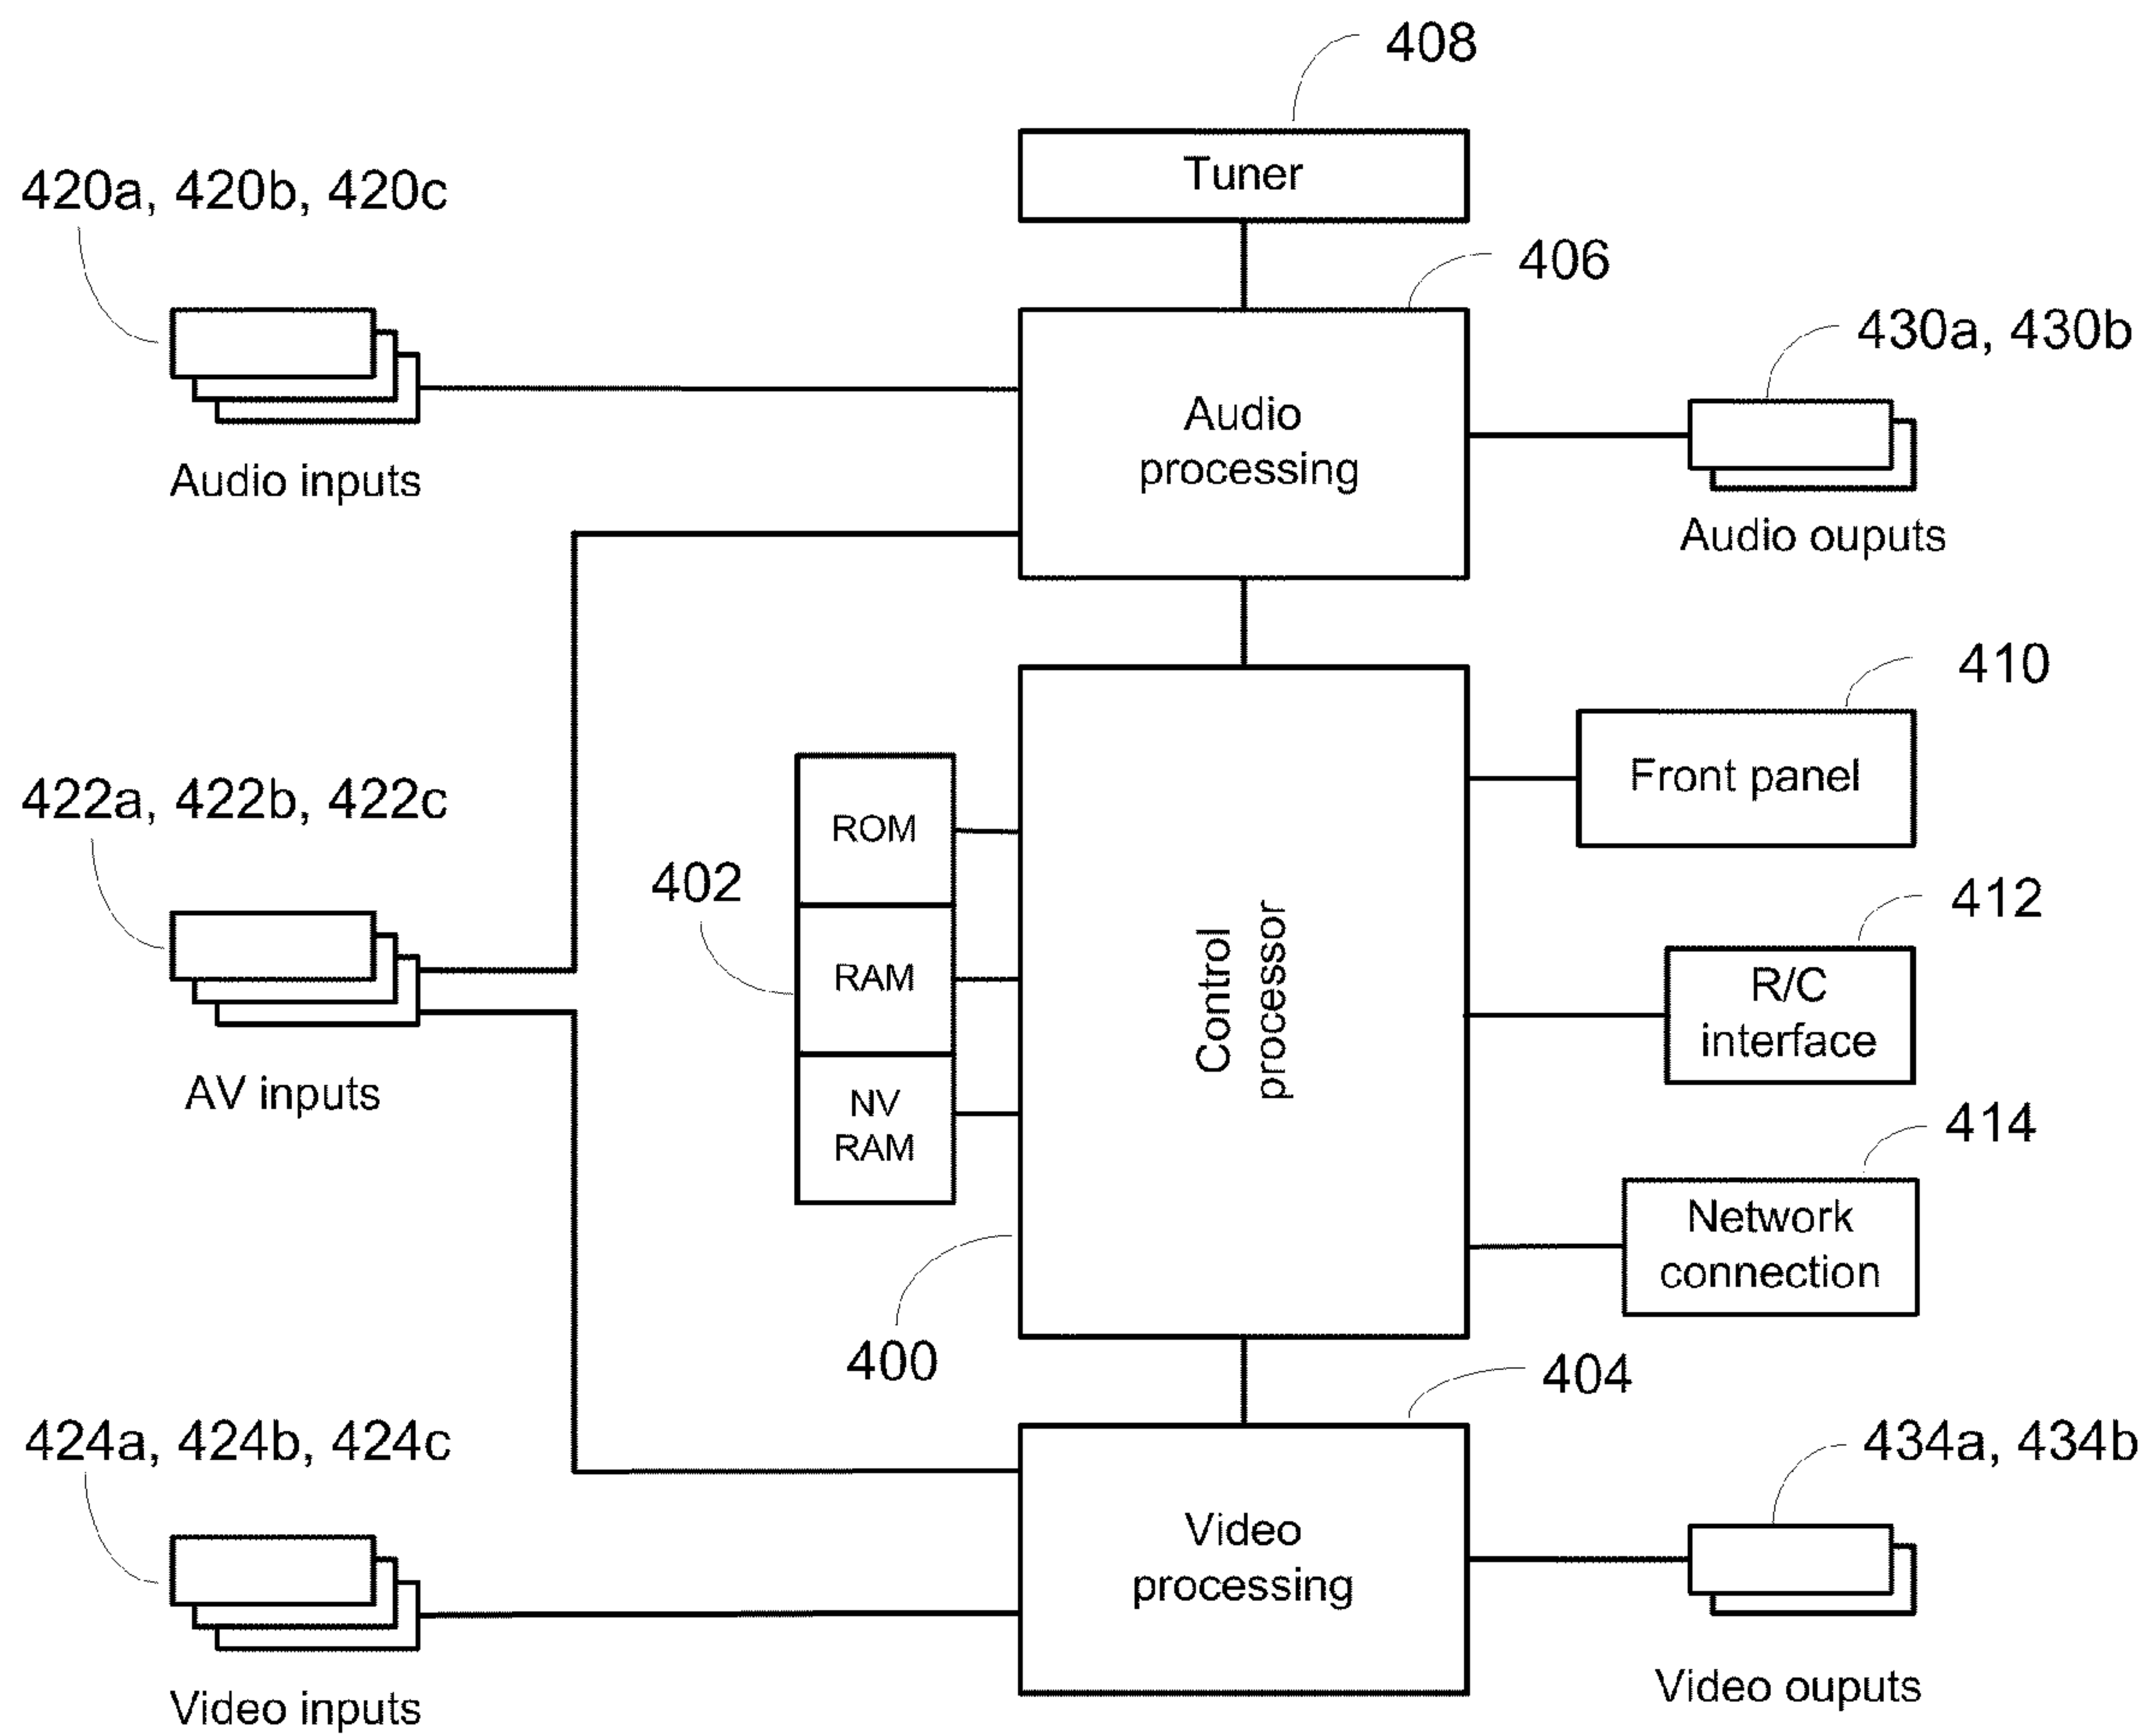 408
Tuner
420a, 420b, 420c
406
430a, 430b
Audio
processing
Audio inputs
Audio ouputs
410
Front panel
422a, 422b, 422c
ROM
402
RAM
NV
RAM
Control
processor
412
R/C
interface
AV inputs
414
Network
connection
400
404
424a, 424b, 424c
434a, 434b
Video
processing
Video inputs
Video ouputs